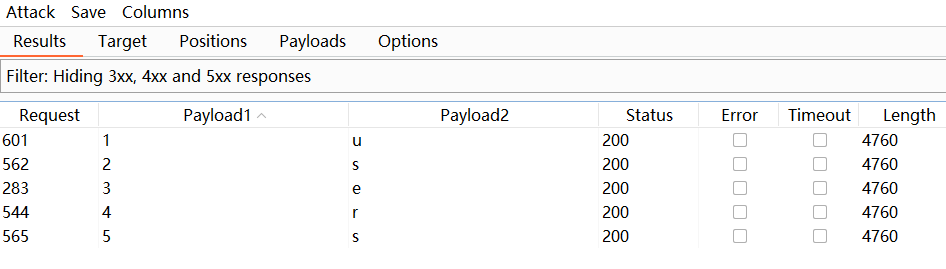 Attack Save Columns
Results Target Positions Payloads Options
Filter: Hiding 3xx, 4xx and 5xx responses
Request Payload1 Payload2 Status Error Timeout Length
601 1 u 200 4760
562 2 s 200 4760
283 3 e 200 4760
544 4 r 200 4760
565 5 s 200 4760